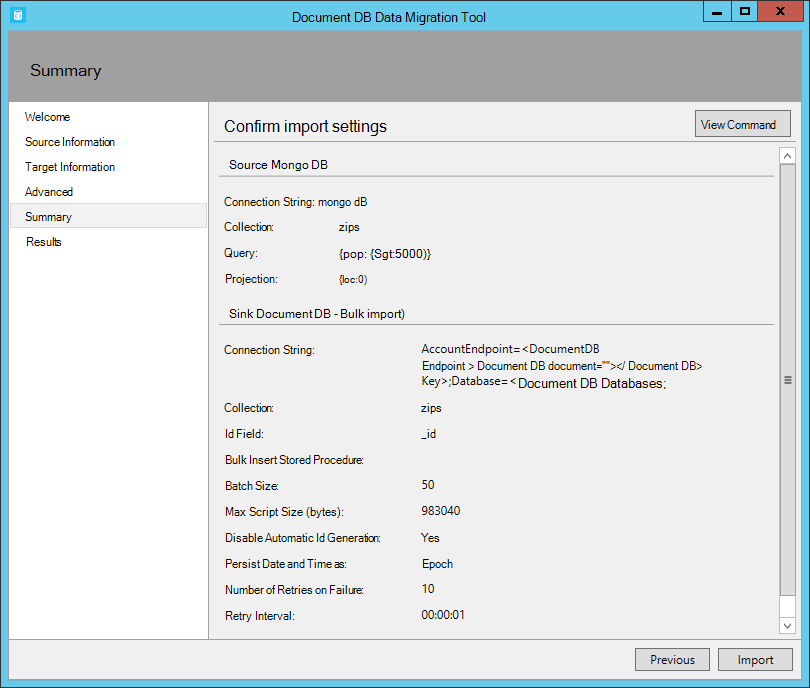 Document DB Data Migration Tool
Summary
Welcome
Source Information
Target Information
Advanced
Summary
Results
Confirm import settings
View Command
Source Mongo DB
Connection String: mongo dB
Collection: zips
Query: {pop: {Sgt:5000)}
Projection: {loc:0)
Sink Document DB - Bulk import)
Connection String: AccountEndpoint= <DocumentDB
Endpoint > Document DB document=""></ Document DB>
Key>;Database= < Document DB Databases;
Collection: zips
Id Field: _id
Bulk Insert Stored Procedure:
Batch Size: 50
Max Script Size (bytes): 983040
Disable Automatic Id Generation: Yes
Persist Date and Time as: Epoch
Number of Retries on Failure: 10
Retry Interval: 00:00:01
Previous
Import